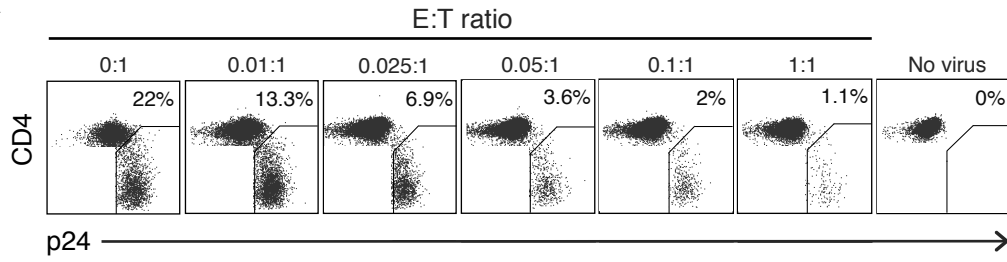 E:T ratio
0:1 0.01:1 0.025:1 0.05:1 0.1:1 1:1 No virus
22% 13.3% 6.9% 3.6% 2% 1.1% 0%
CD4
p24